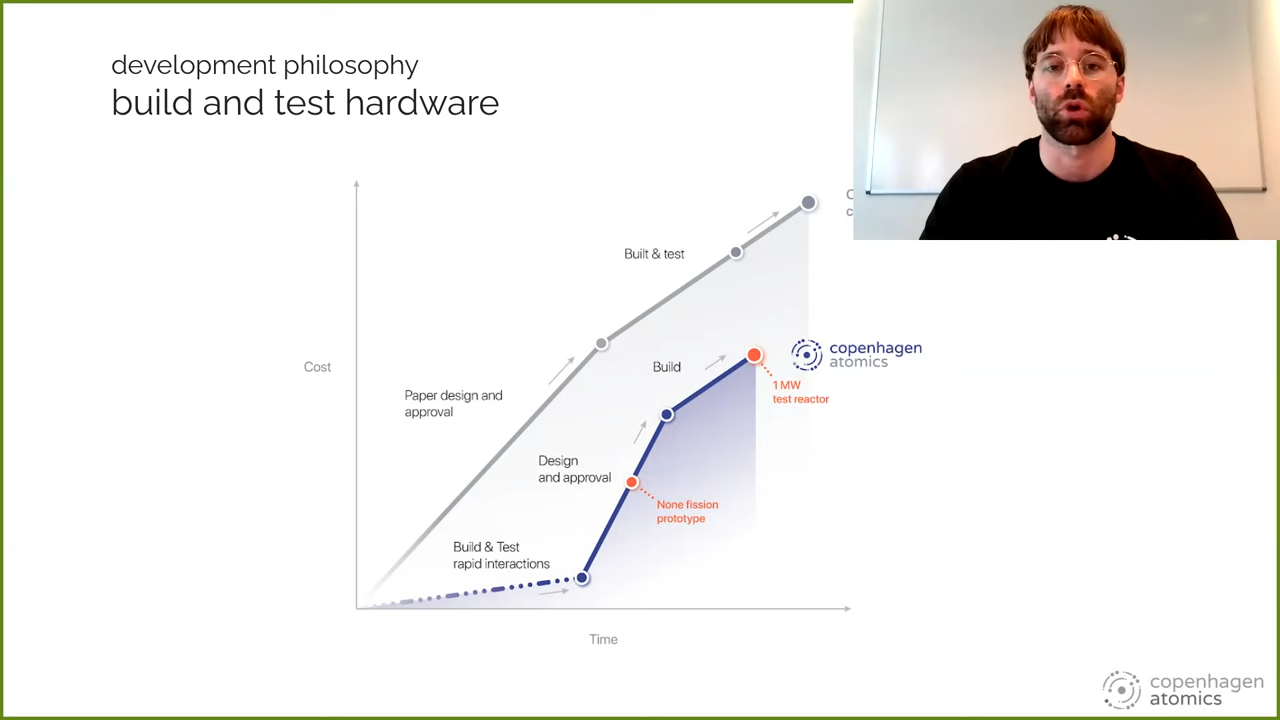 development philosophy
build and test hardware
Built & test
Cost
Paper design and
approval
Build
copenhagen
atomics
1 MW
test reactor
Design
and approval
None fission
prototype
Build & Test
rapid interactions
Time
copenhagen
atomics